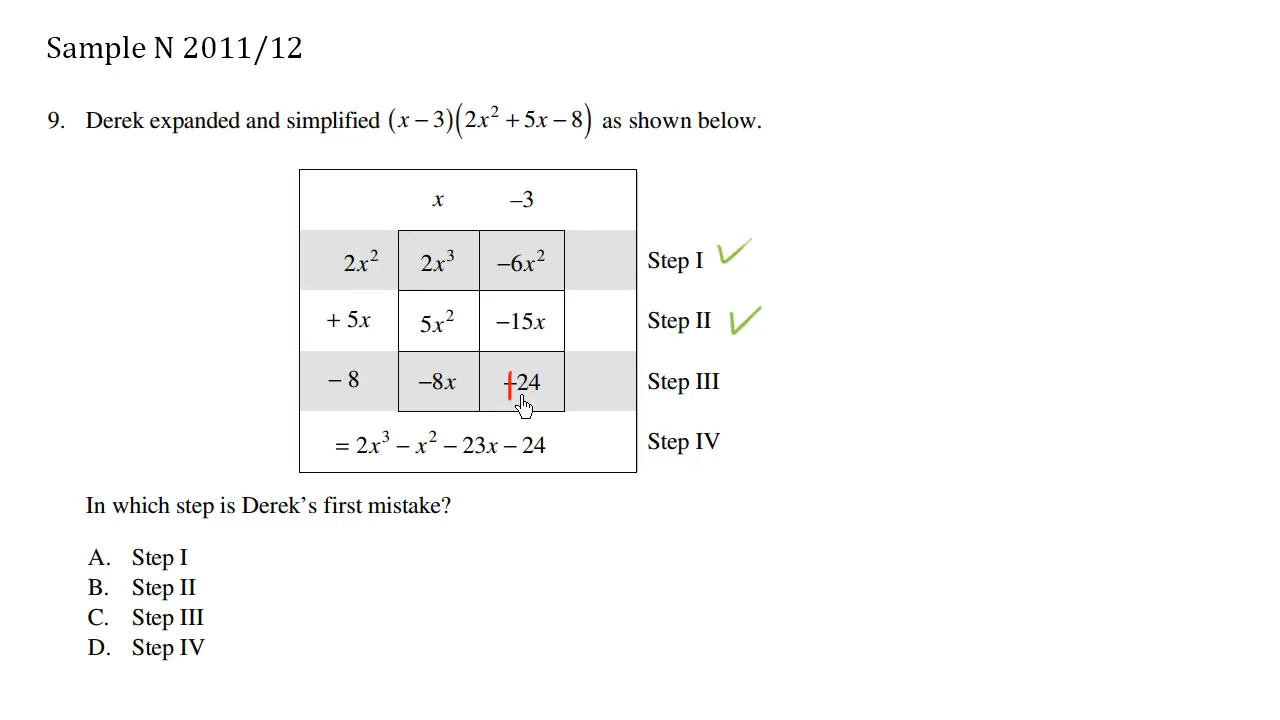 Sample N 2011/12
9. Derek expanded and simplified (x – 3)(2x² + 5x – 8) as shown below.
x –3
2x² 2x³ –6x² Step I ✓
+ 5x 5x² –15x Step II ✓
– 8 –8x +24 Step III
= 2x³ – x² – 23x – 24 Step IV
In which step is Derek’s first mistake?
A. Step I
B. Step II
C. Step III
D. Step IV